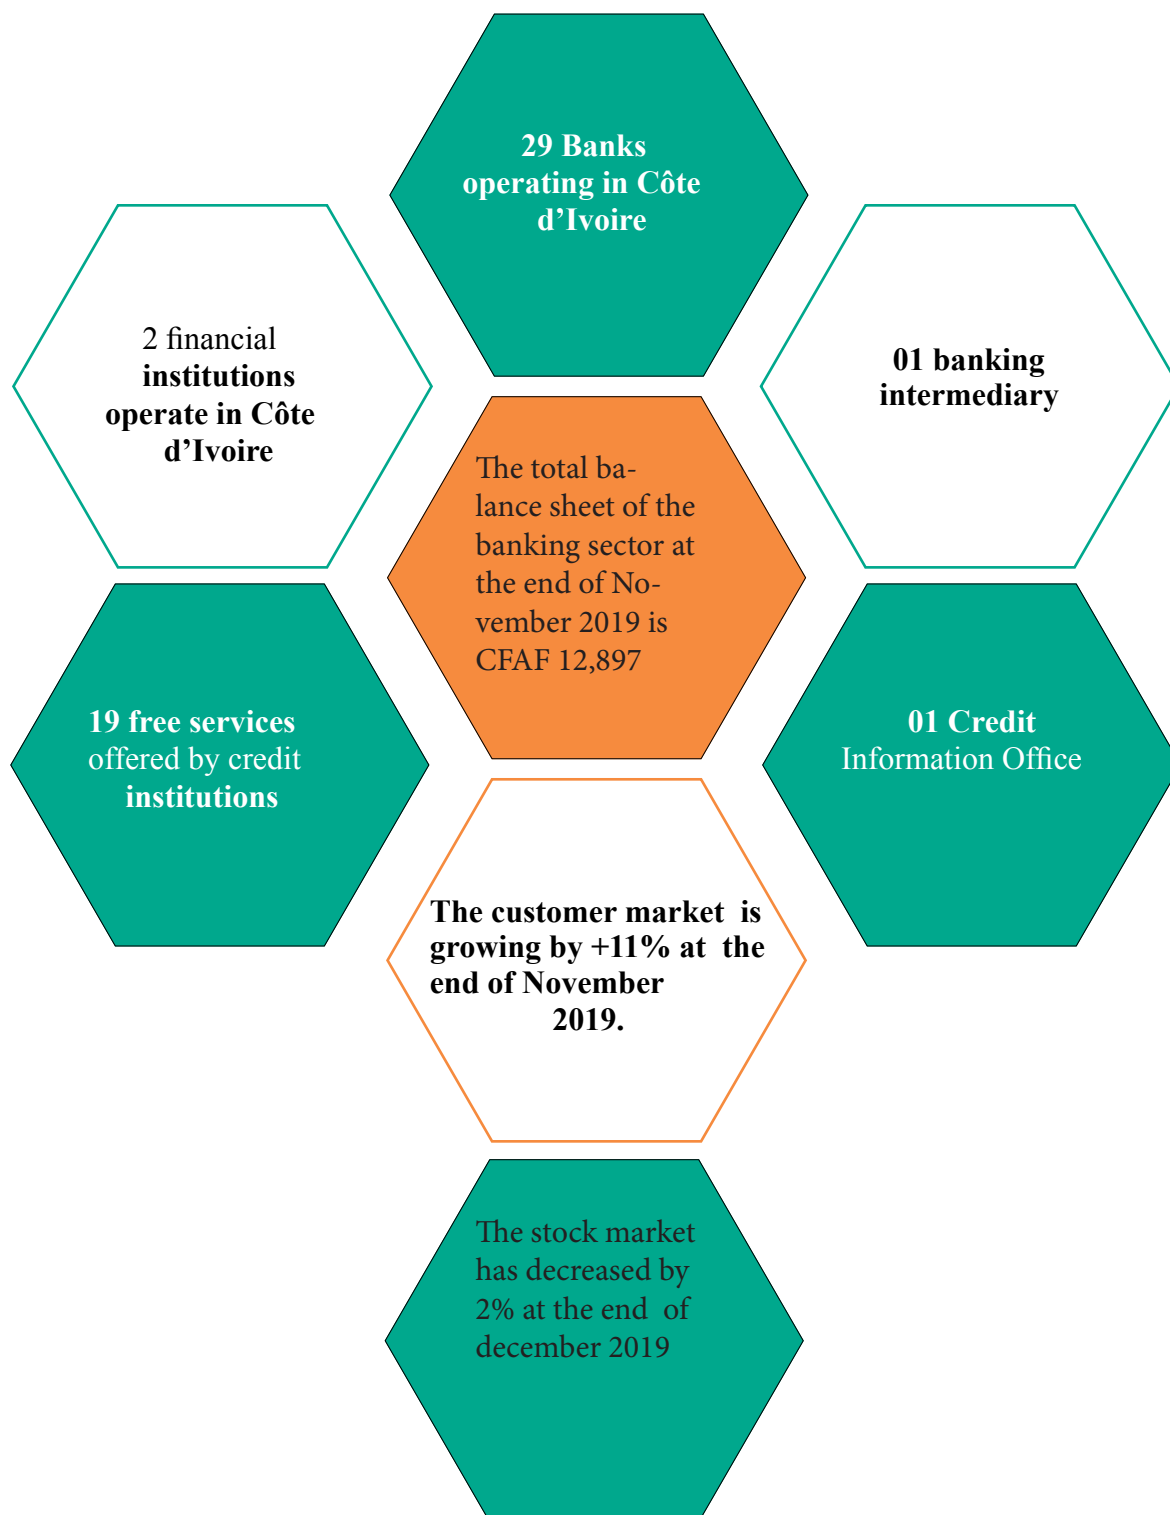 29 Banks
operating in Côte
d’Ivoire
2 financial
institutions
operate in Côte
d’Ivoire
01 banking
intermediary
The total ba-
lance sheet of the
banking sector at
the end of No-
vember 2019 is
CFAF 12,897
19 free services
offered by credit
institutions
01 Credit
Information Office
The customer market is
growing by +11% at the
end of November
2019.
The stock market
has decreased by
2% at the end of
december 2019